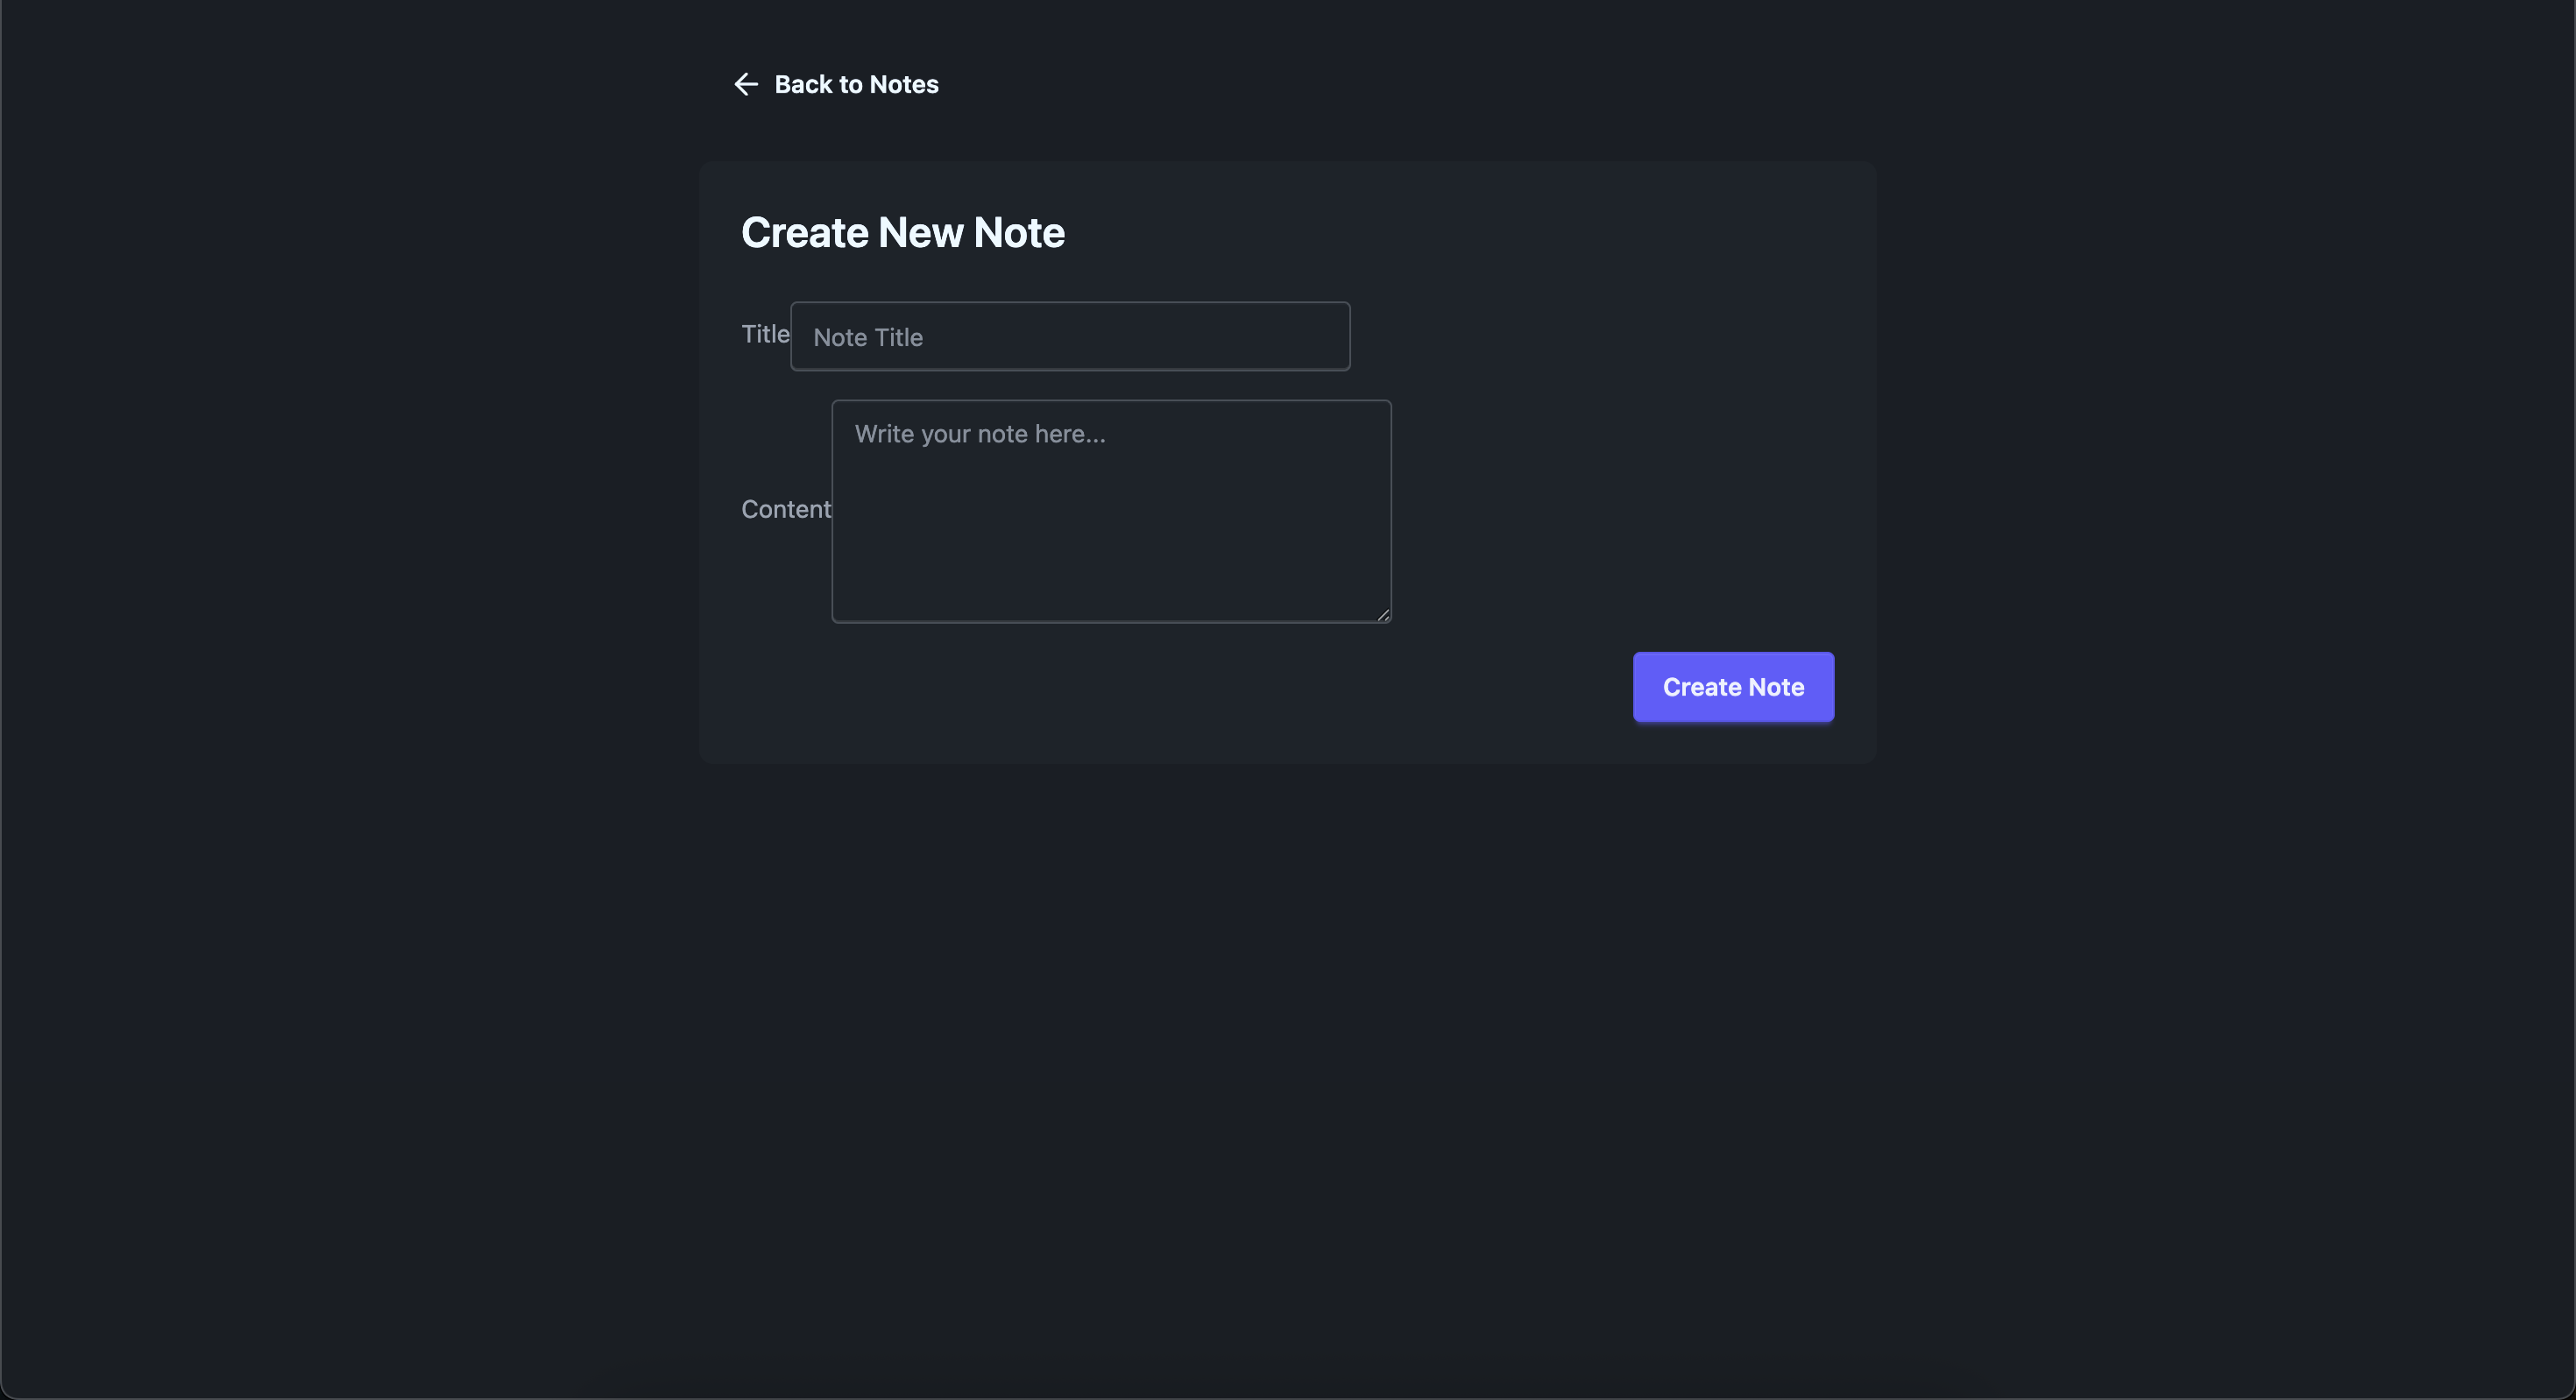 Back to Notes
Create New Note
Title
Note Title
Write your note here...
Content
Create Note